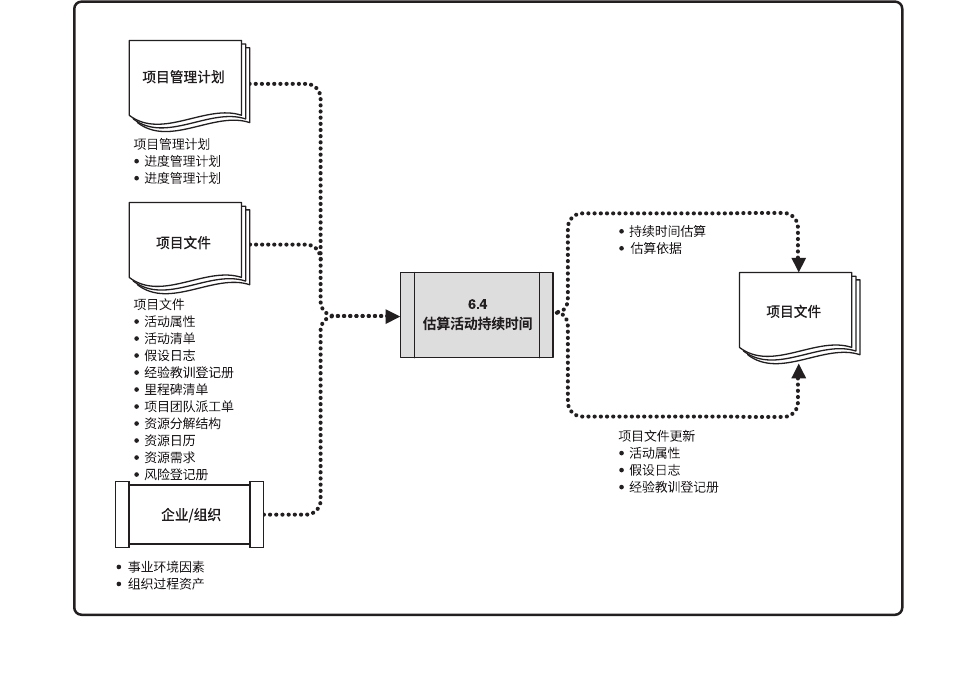 项目管理计划
项目管理计划
• 进度管理计划
• 进度管理计划
项目文件
项目文件
• 活动属性
• 活动清单
• 假设日志
• 经验教训登记册
• 里程碑清单
• 项目团队派工单
• 资源分解结构
• 资源日历
• 资源需求
• 风险登记册
企业/组织
• 事业环境因素
• 组织过程资产
6.4
估算活动持续时间
• 持续时间估算
• 估算依据
项目文件
项目文件更新
• 活动属性
• 假设日志
• 经验教训登记册